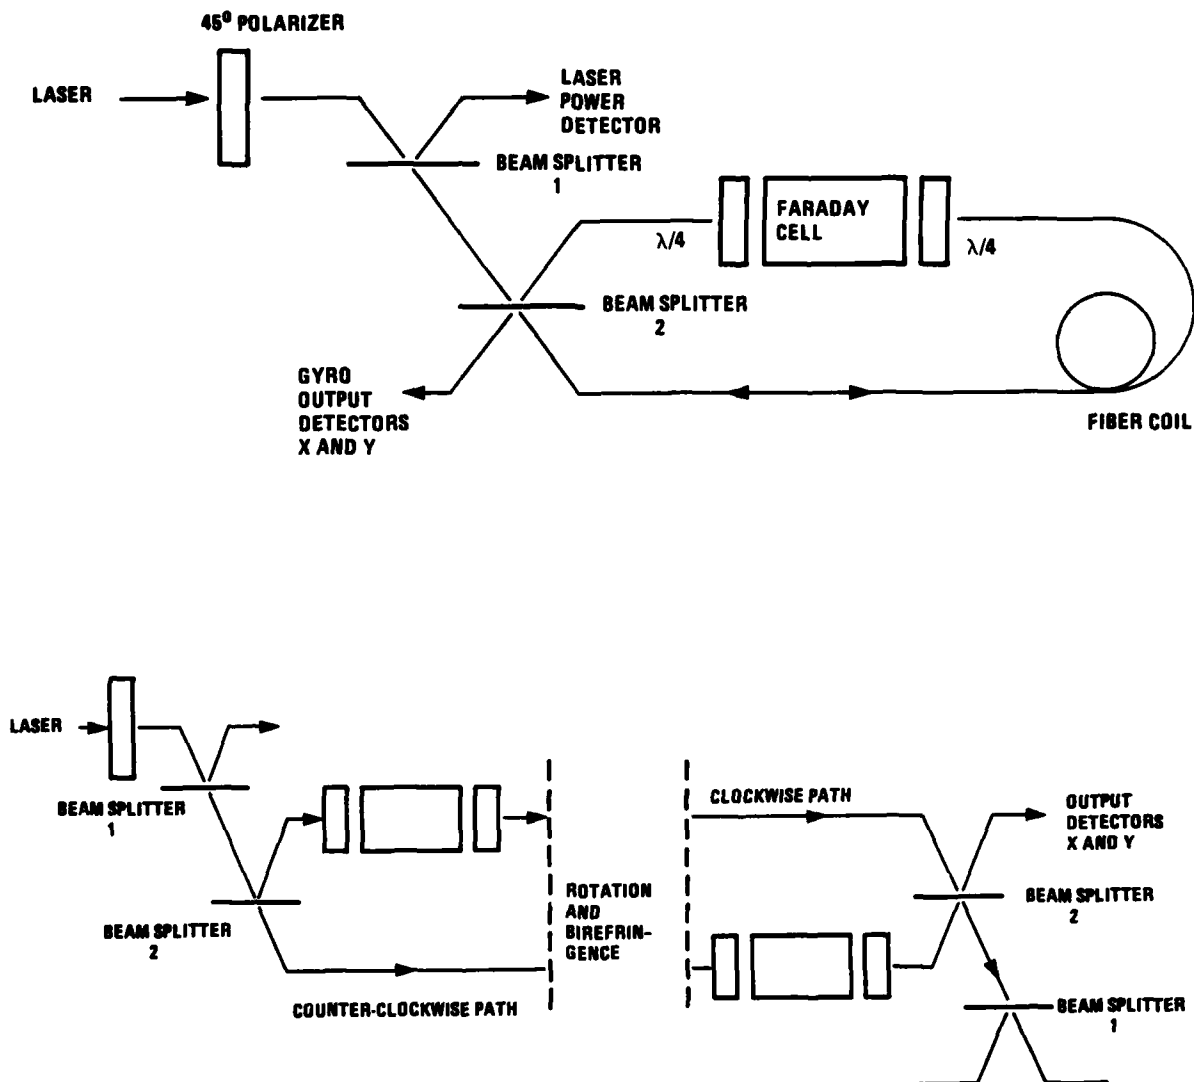 45° POLARIZER
LASER
LASER
POWER
DETECTOR
BEAM SPLITTER
1
FARADAY
CELL
λ/4
λ/4
BEAM SPLITTER
2
GYRO
OUTPUT
DETECTORS
X AND Y
FIBER COIL
LASER
BEAM SPLITTER
1
BEAM SPLITTER
2
COUNTER-CLOCKWISE PATH
ROTATION
AND
BIREFRIN-
GENCE
CLOCKWISE PATH
OUTPUT
DETECTORS
X AND Y
BEAM SPLITTER
2
BEAM SPLITTER
1